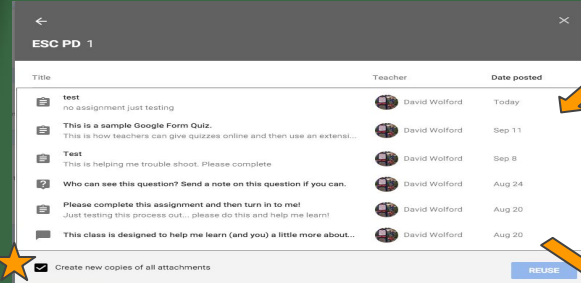 ESC PD 1
Title Teacher Date posted
test
no assignment just testing
David Wolford Today
This is a sample Google Form Quiz.
This is how teachers can give quizzes online and then use an extensi...
David Wolford Sep 11
Test
This is helping me trouble shoot. Please complete
David Wolford Sep 8
Who can see this question? Send a note on this question if you can.
David Wolford Aug 24
Please complete this assignment and then turn in to me!
Just testing this process out... please do this and help me learn!
David Wolford Aug 20
This class is designed to help me learn (and you) a little more about...
David Wolford Aug 20
Create new copies of all attachments
REUSE